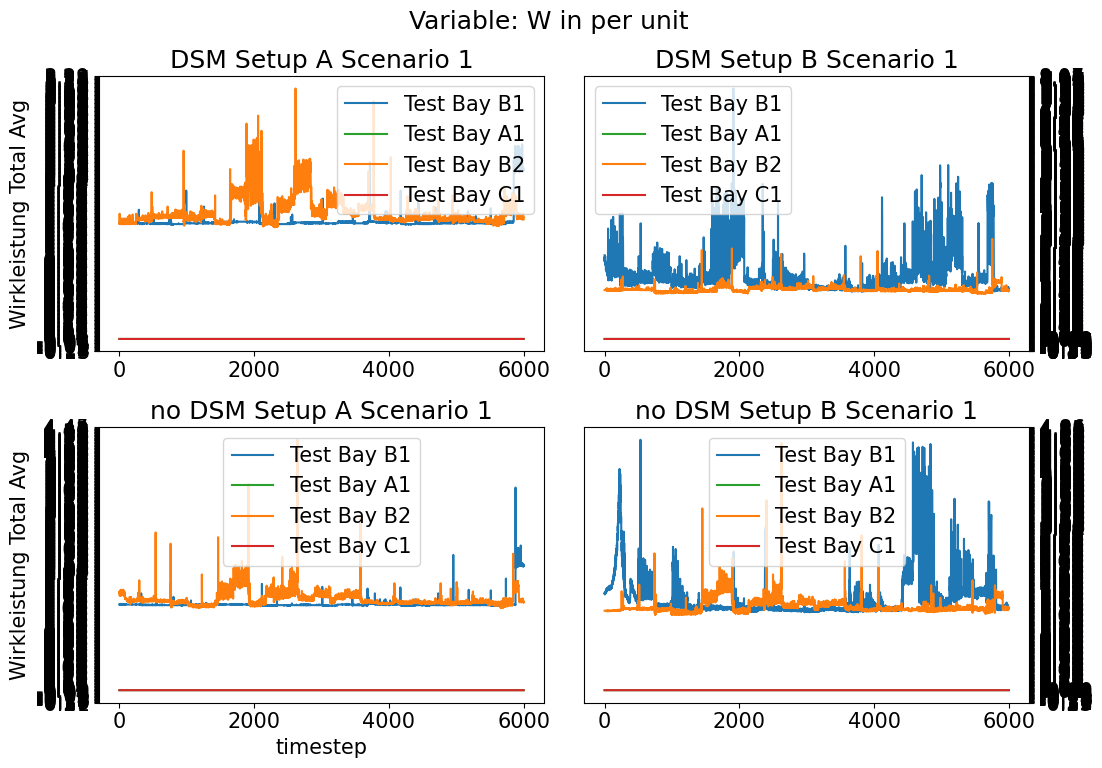 Variable: W in per unit
DSM Setup A Scenario 1
DSM Setup B Scenario 1
Wirkleistung Total Avg
Test Bay B1
Test Bay A1
Test Bay B2
Test Bay C1
Test Bay B1
Test Bay A1
Test Bay B2
Test Bay C1
0
2000
4000
6000
0
2000
4000
6000
no DSM Setup A Scenario 1
no DSM Setup B Scenario 1
Wirkleistung Total Avg
Test Bay B1
Test Bay A1
Test Bay B2
Test Bay C1
Test Bay B1
Test Bay A1
Test Bay B2
Test Bay C1
0
2000
4000
6000
0
2000
4000
6000
timestep